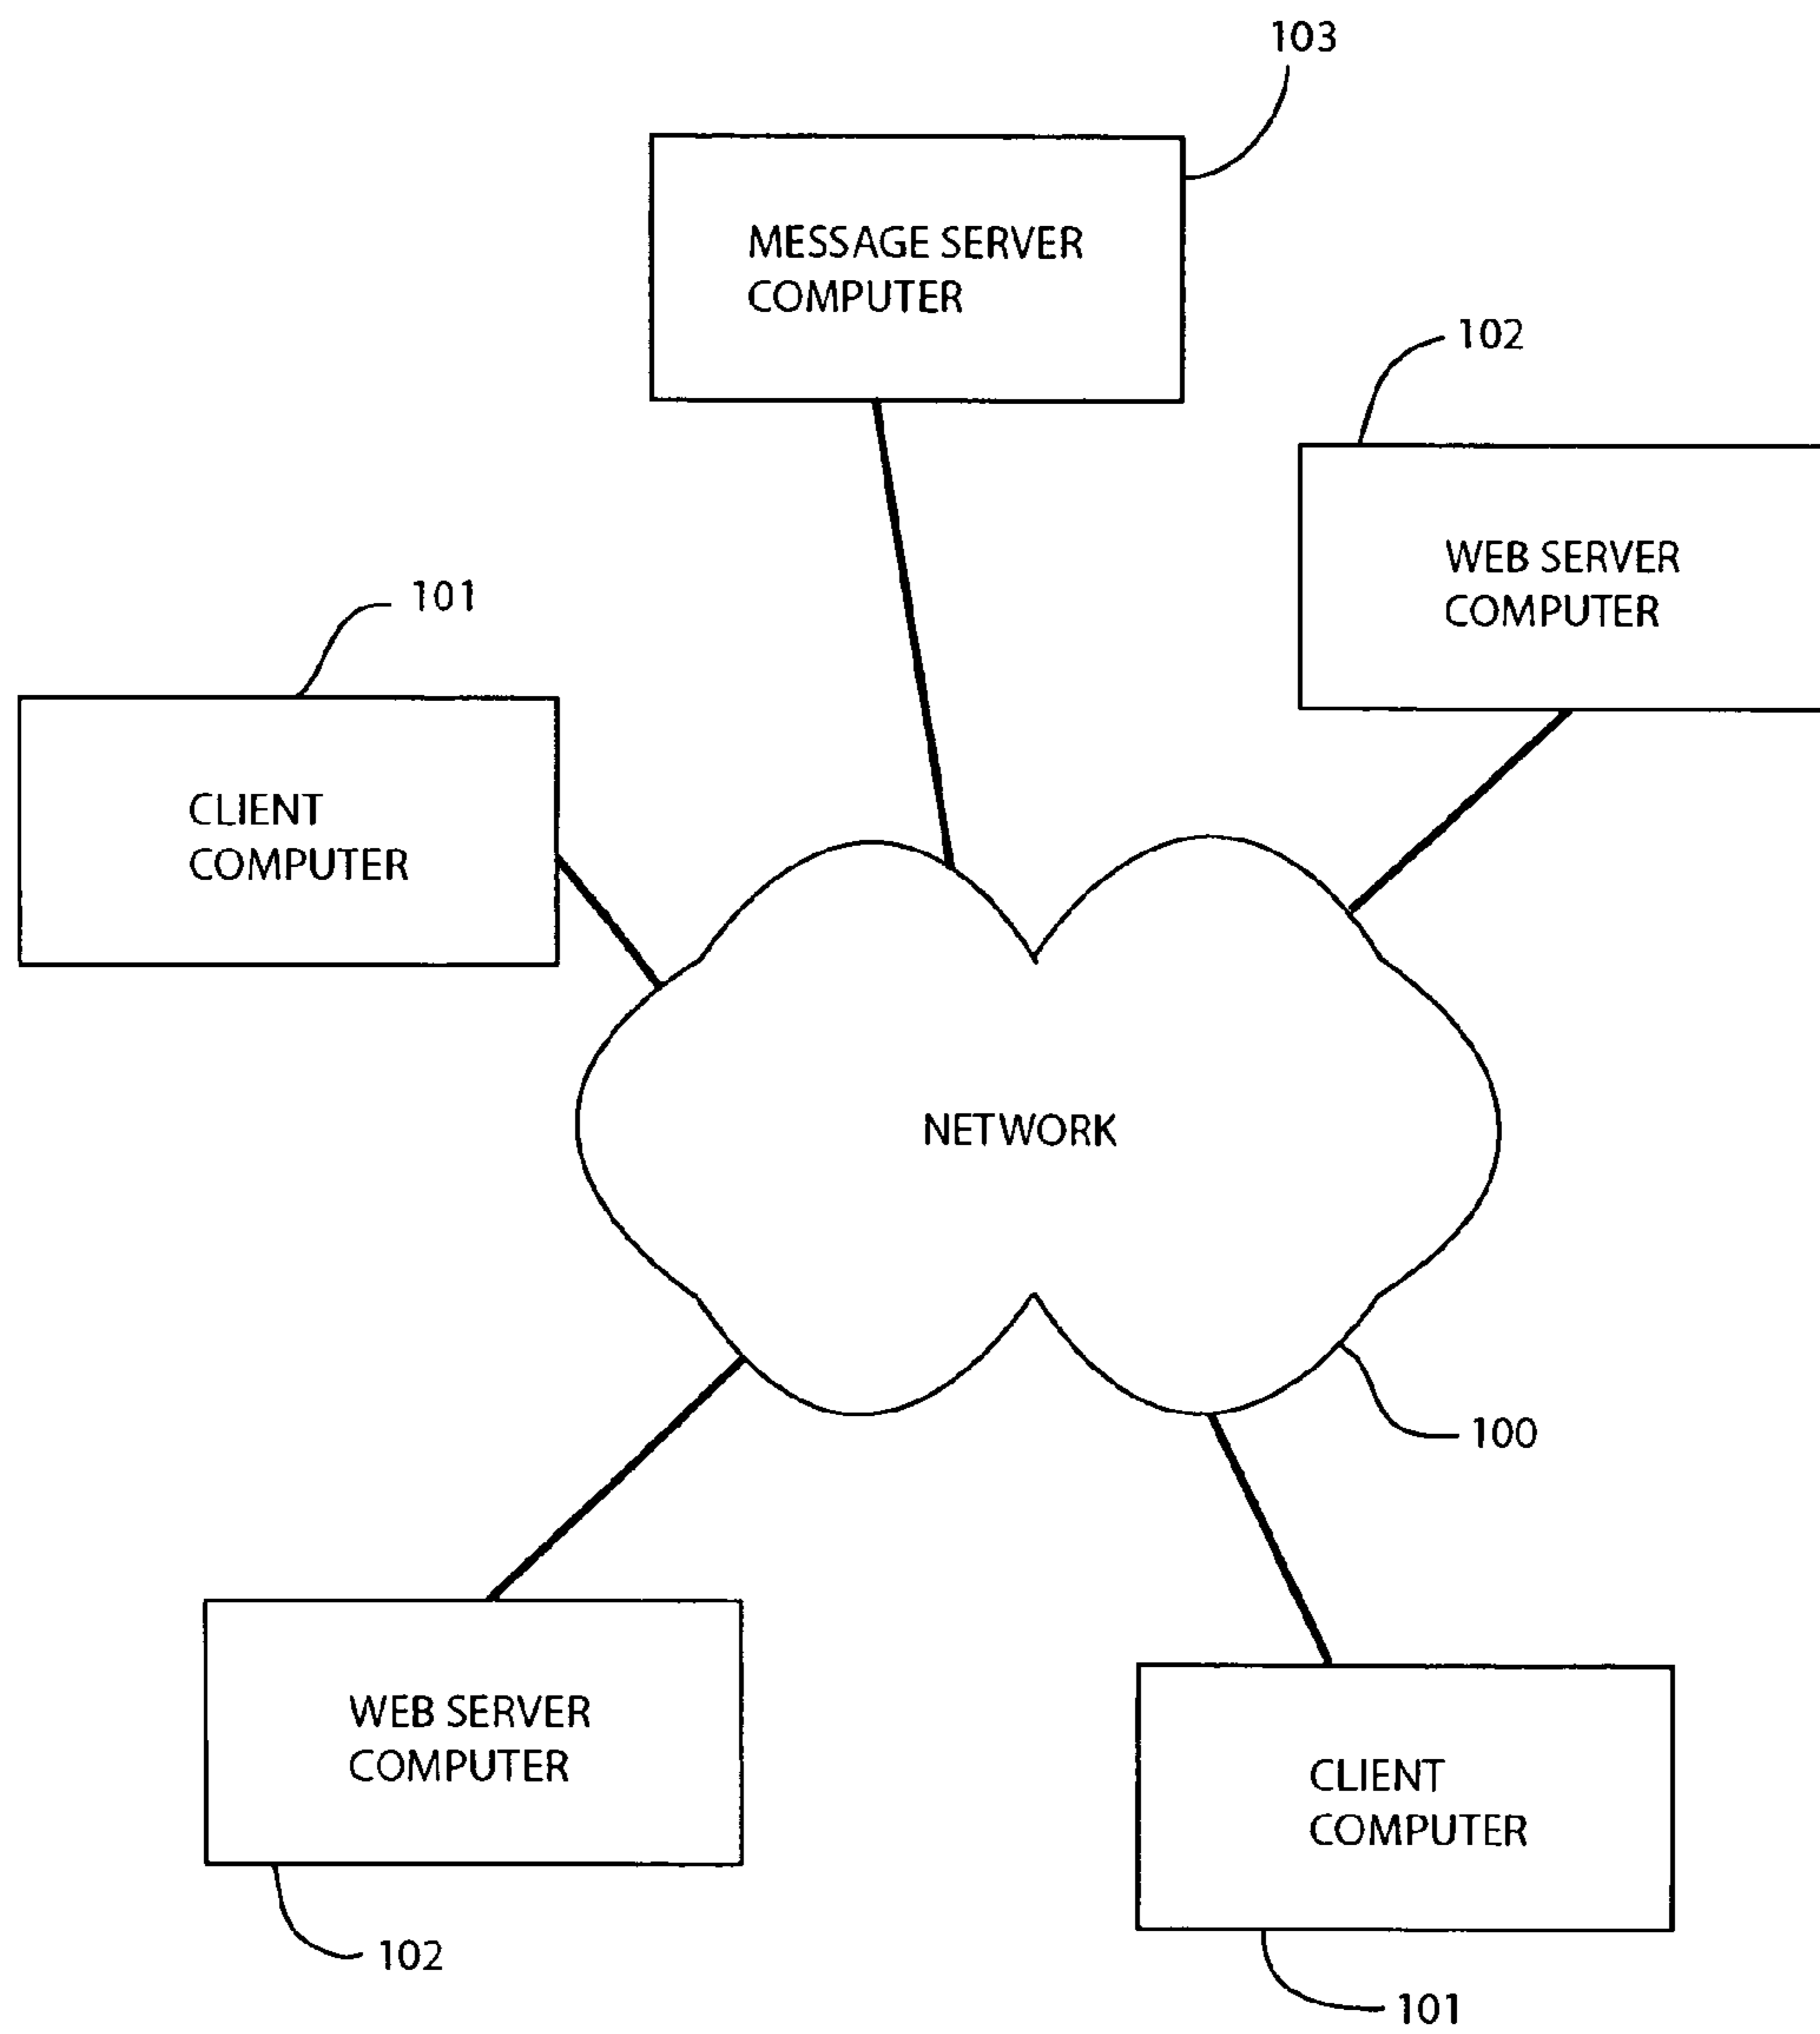 103
MESSAGE SERVER
COMPUTER
102
WEB SERVER
COMPUTER
101
CLIENT
COMPUTER
NETWORK
100
WEB SERVER
COMPUTER
CLIENT
COMPUTER
102
101